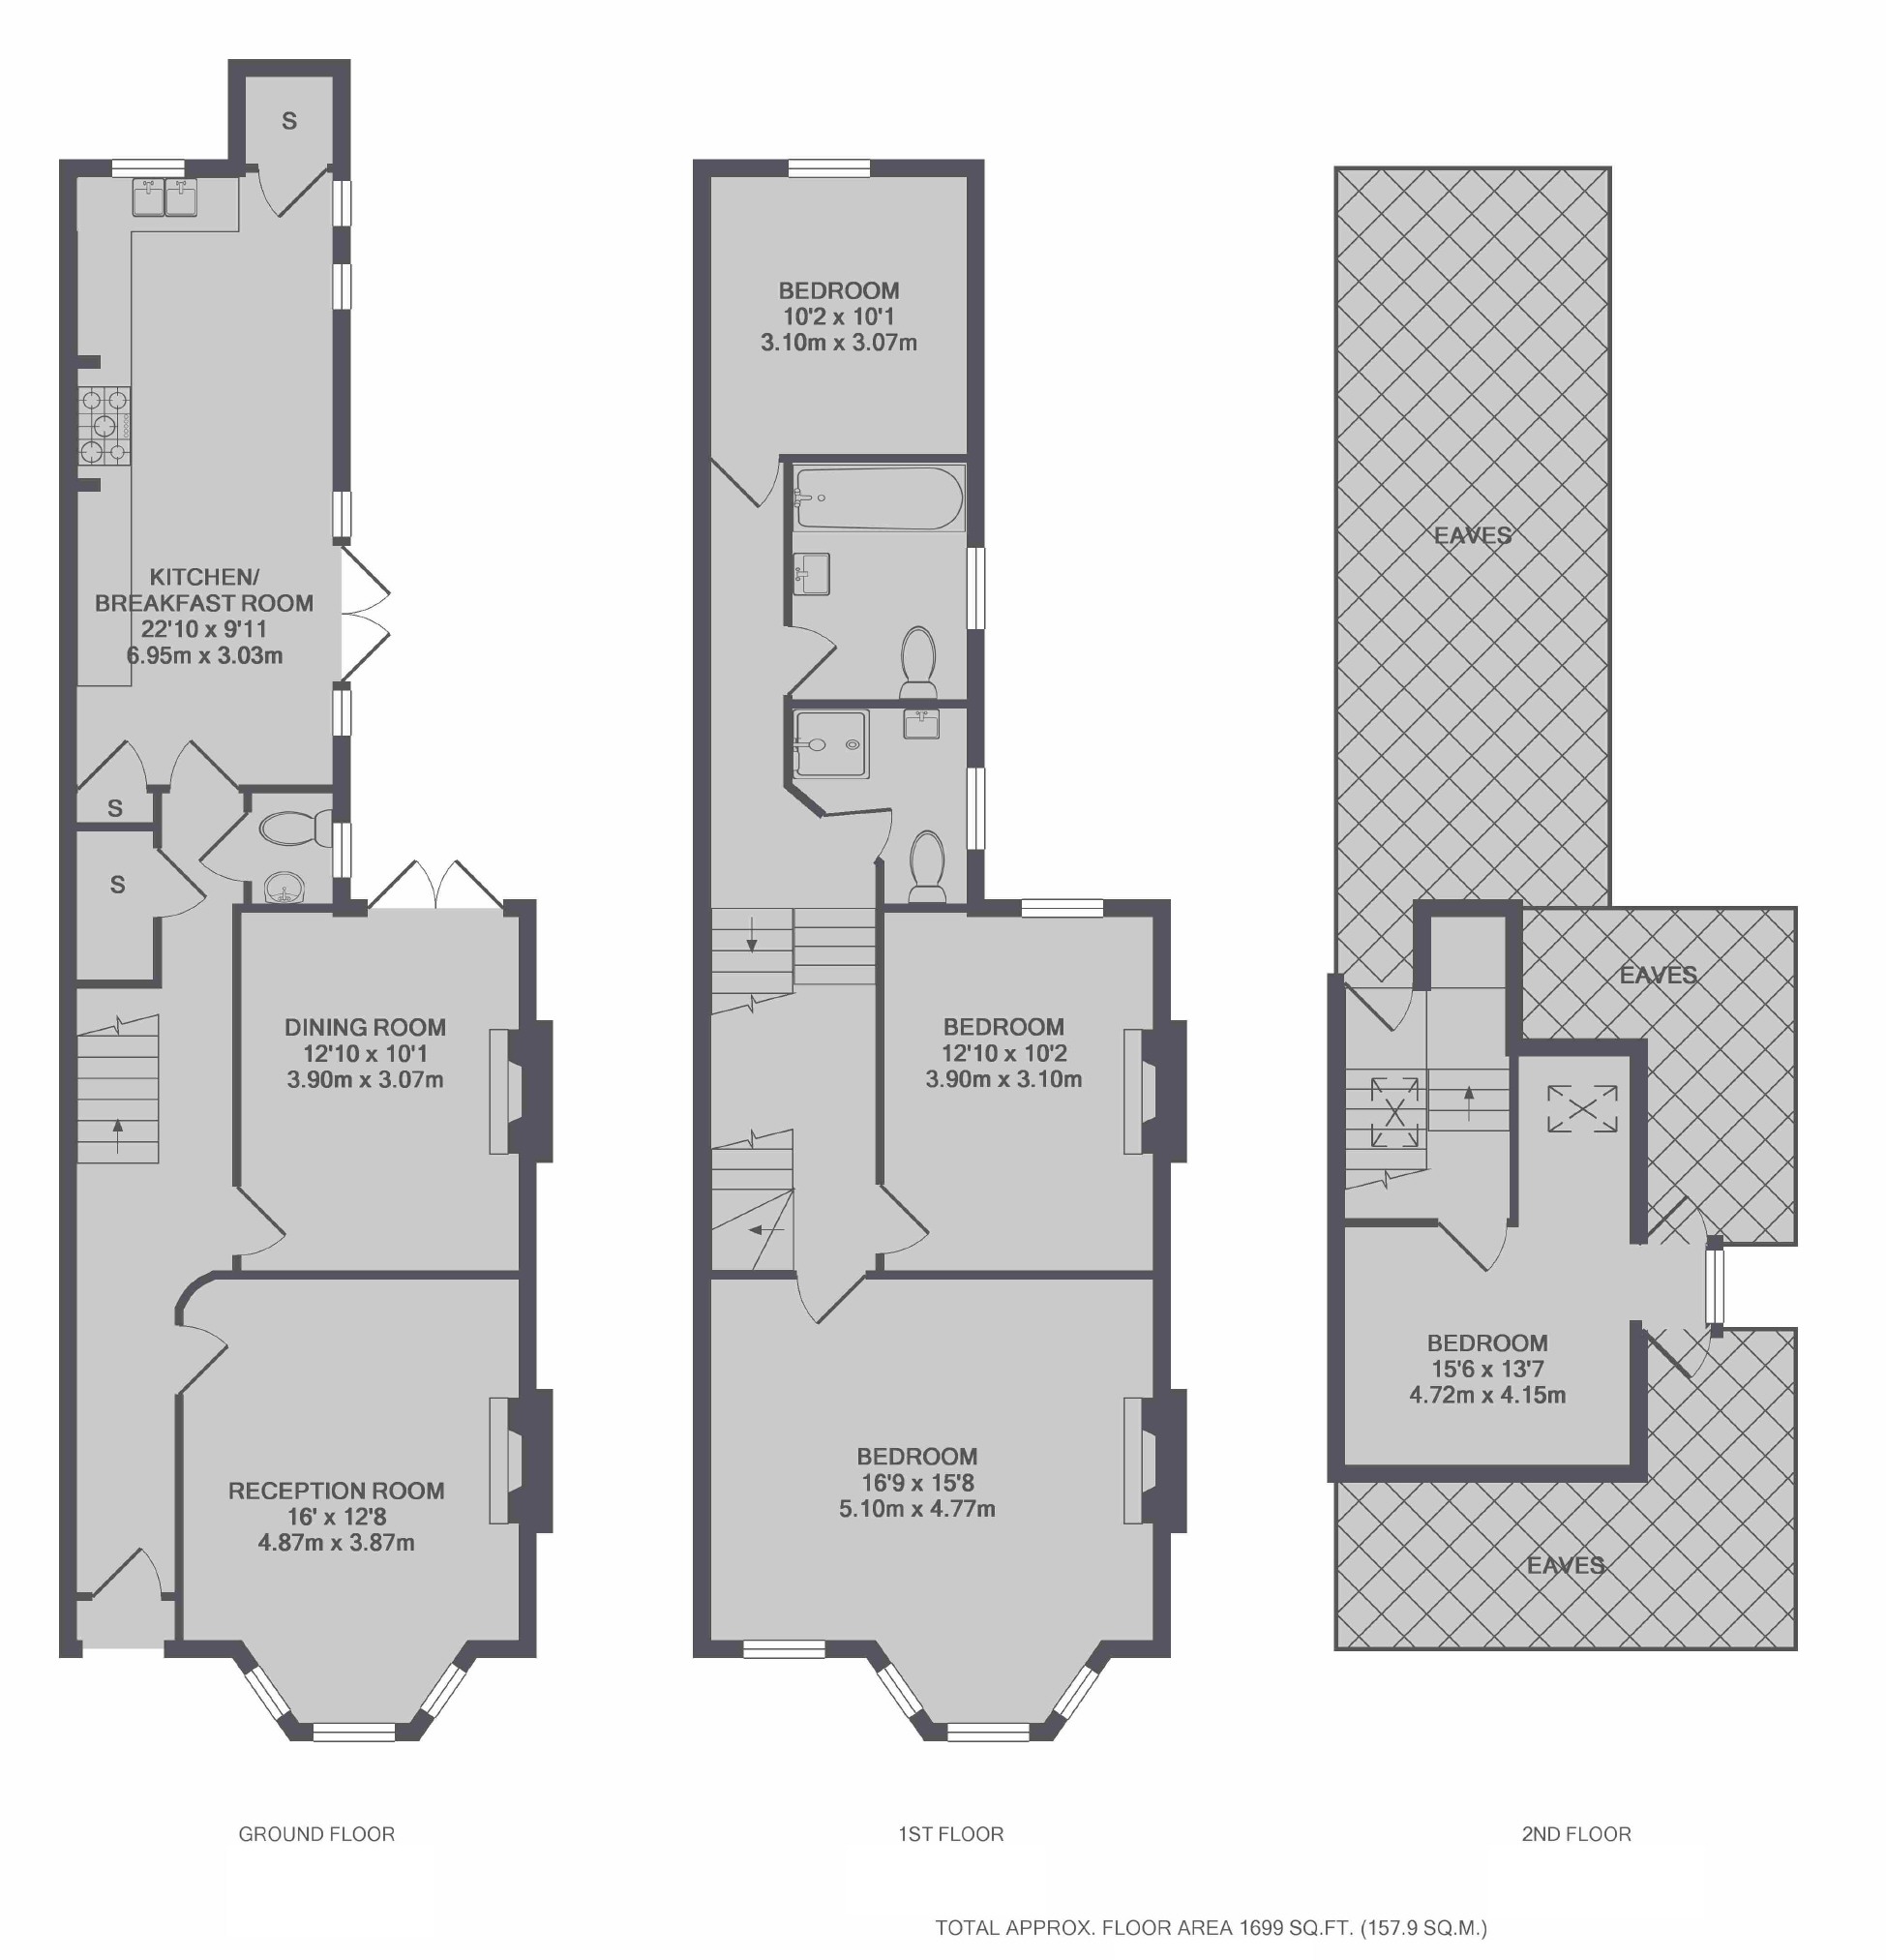 S
KITCHEN/
BREAKFAST ROOM
22'10 x 9'11
6.95m x 3.03m
S
S
DINING ROOM
12'10 x 10'1
3.90m x 3.07m
RECEPTION ROOM
16' x 12'8
4.87m x 3.87m
GROUND FLOOR
BEDROOM
10'2 x 10'1
3.10m x 3.07m
BEDROOM
12'10 x 10'2
3.90m x 3.10m
BEDROOM
16'9 x 15'8
5.10m x 4.77m
1ST FLOOR
EAVES
EAVES
BEDROOM
15'6 x 13'7
4.72m x 4.15m
EAVES
2ND FLOOR
TOTAL APPROX. FLOOR AREA 1699 SQ.FT. (157.9 SQ.M.)